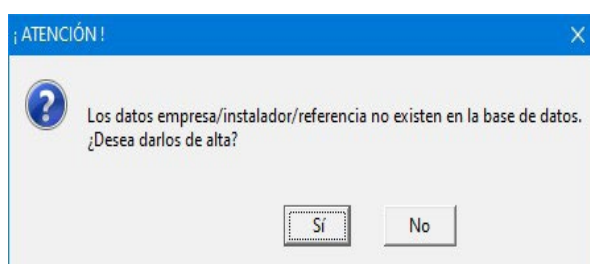 ¡ ATENCIÓN !
Los datos empresa/instalador/referencia no existen en la base de datos.
¿Desea darlos de alta?
Sí
No